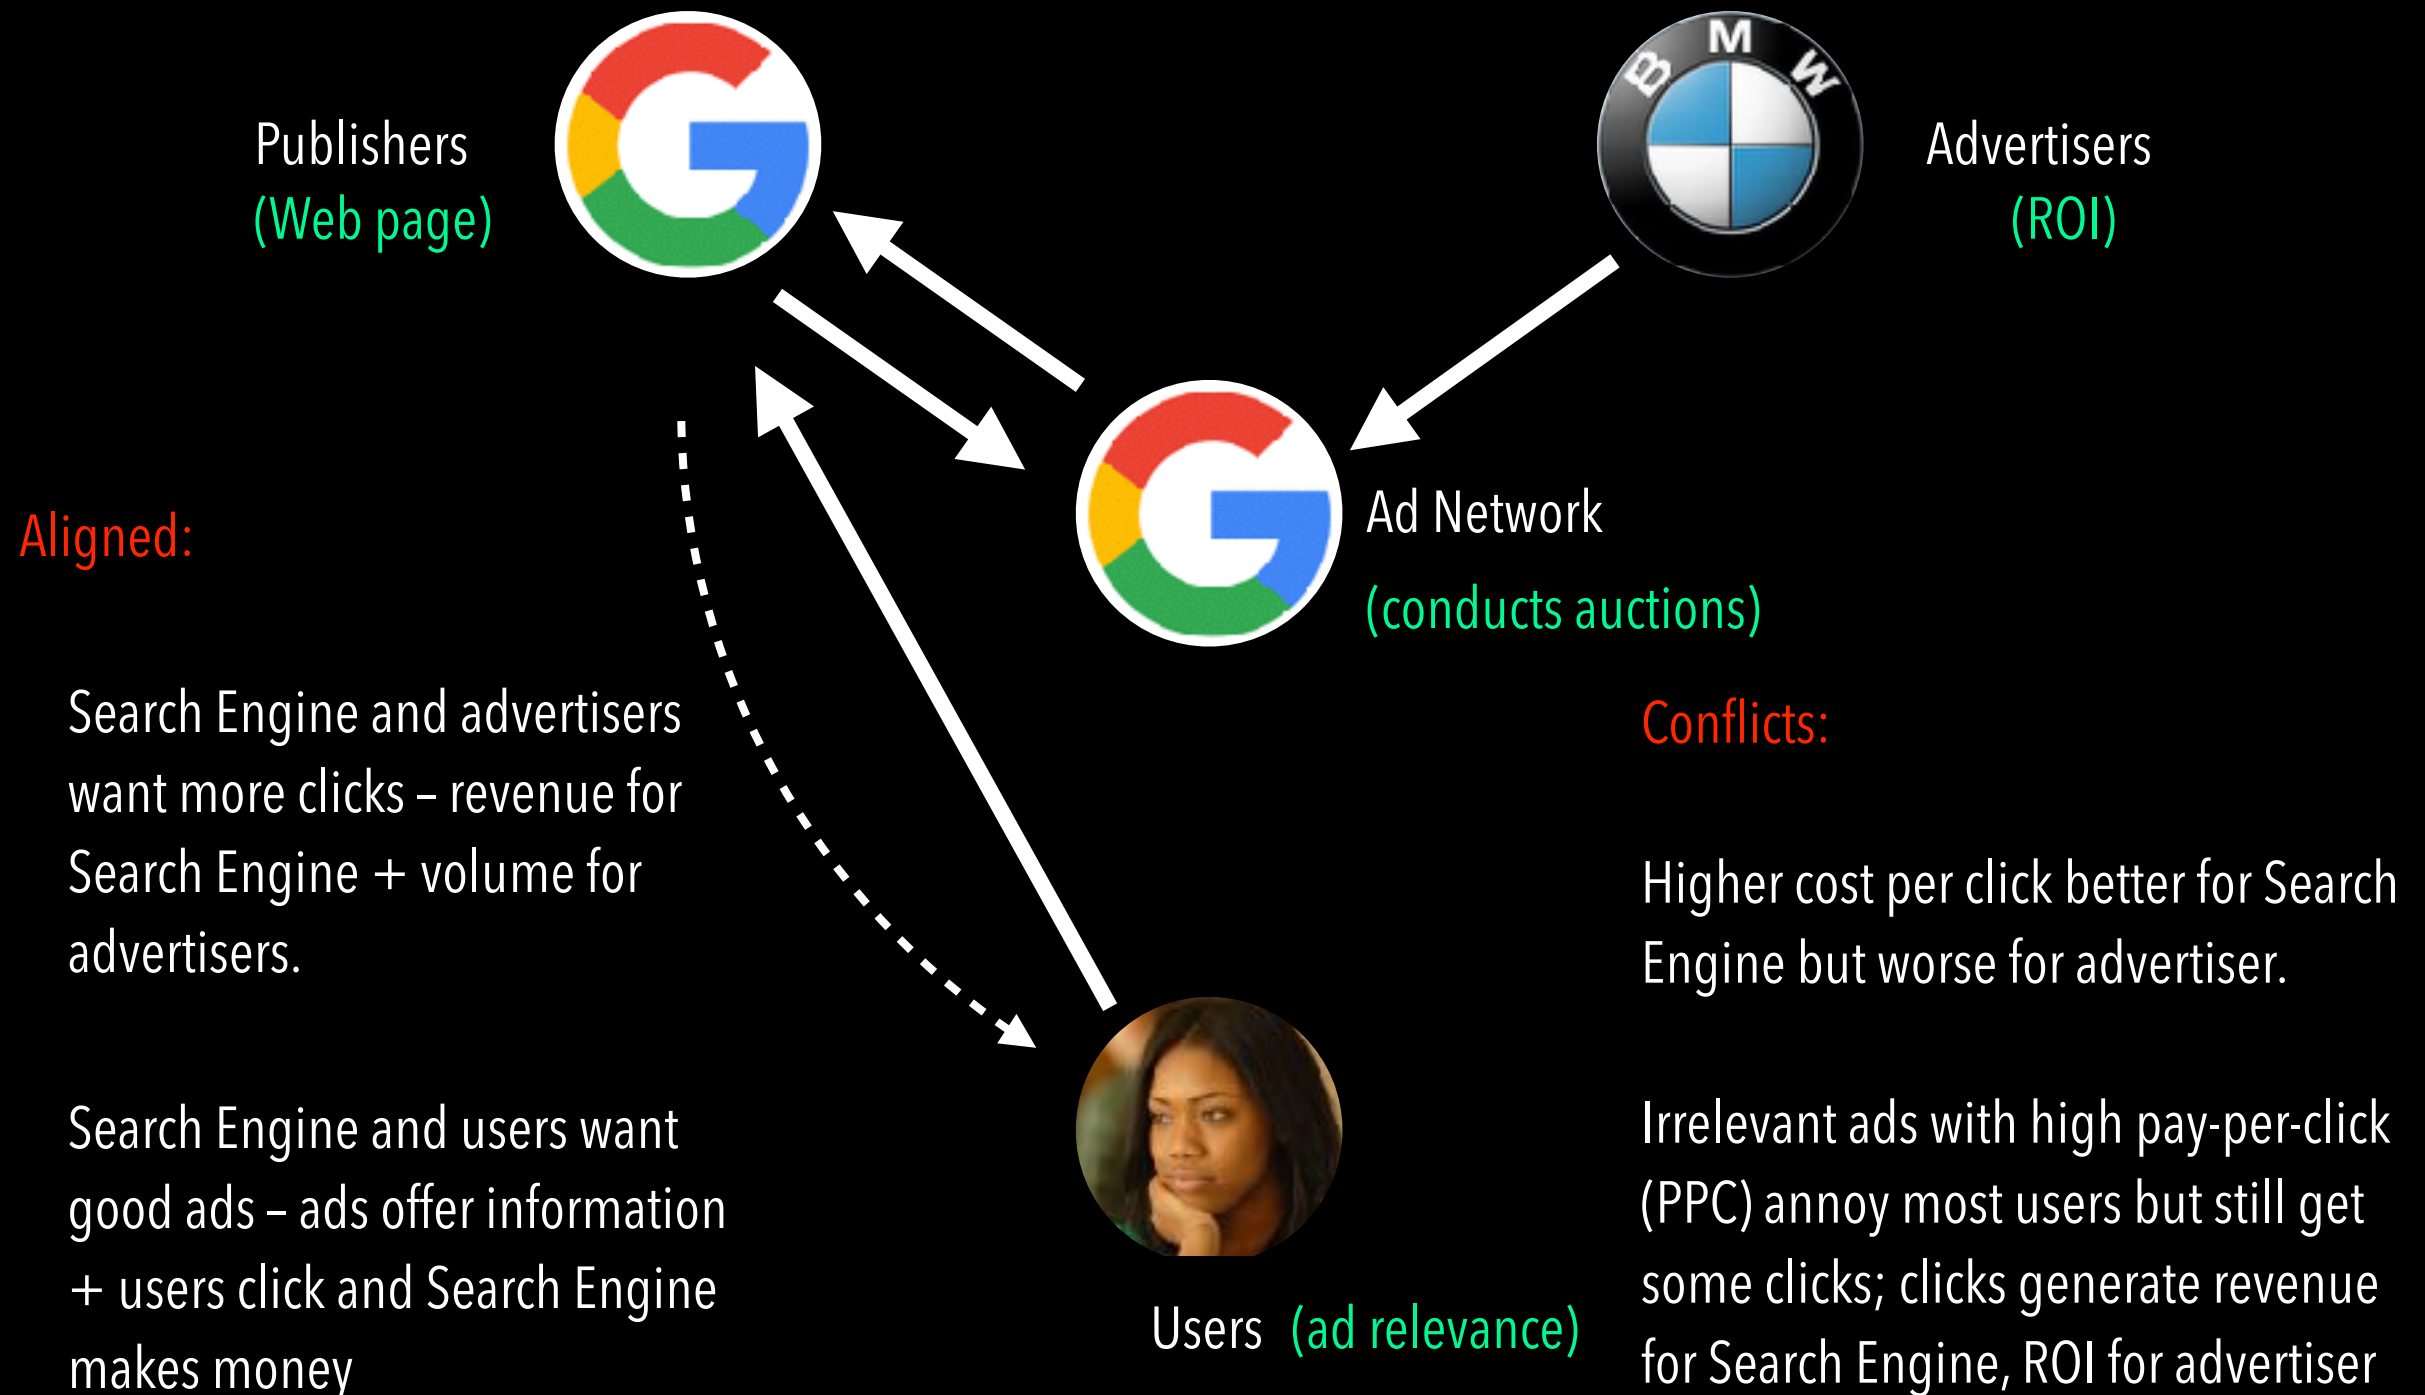 Publishers
(Web page)
B M W
Advertisers
(ROI)
Ad Network
(conducts auctions)
Aligned:
Search Engine and advertisers
want more clicks – revenue for
Search Engine + volume for
advertisers.
Search Engine and users want
good ads – ads offer information
+ users click and Search Engine
makes money
Conflicts:
Higher cost per click better for Search
Engine but worse for advertiser.
Irrelevant ads with high pay-per-click
(PPC) annoy most users but still get
some clicks; clicks generate revenue
for Search Engine, ROI for advertiser
Users (ad relevance)